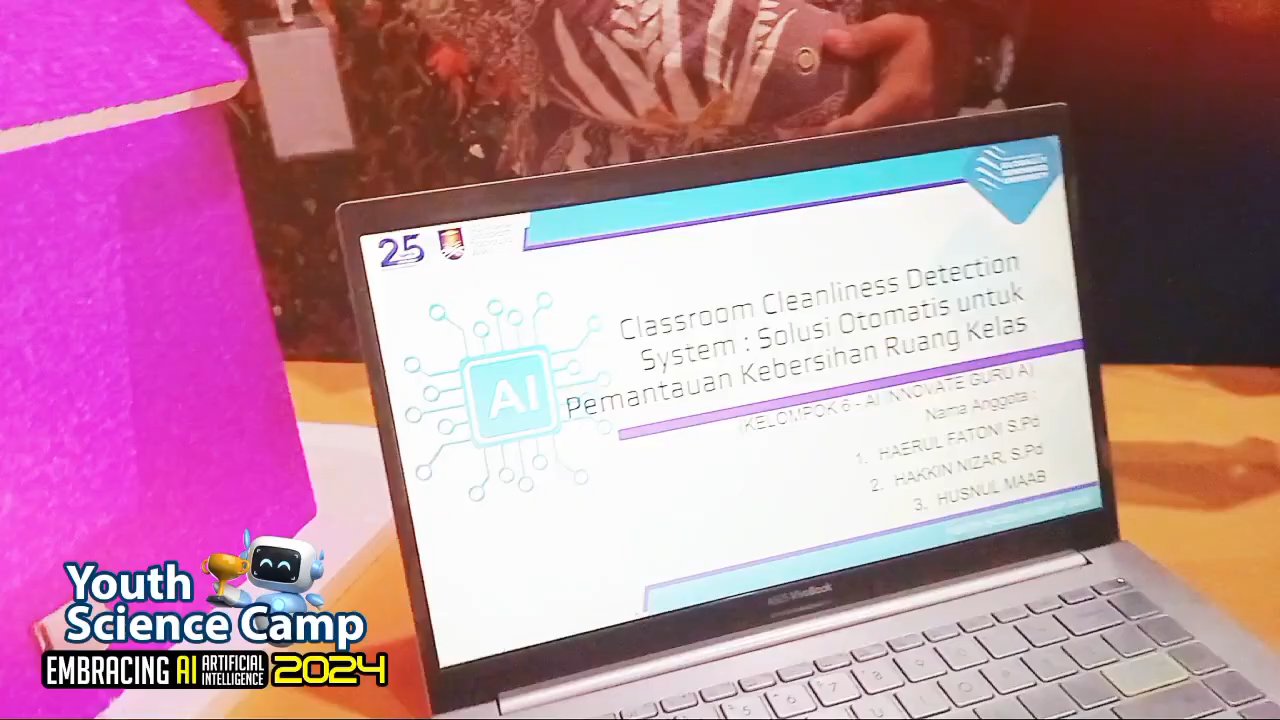 25
Classroom Cleanliness Detection
System : Solusi Otomatis untuk
Pemantauan Kebersihan Ruang Kelas
(KELOMPOK 6 - AI INNOVATE GURU A)
Nama Anggota :
1. HAERUL FATONI S.Pd
2. HAKKIN NIZAR, S.Pd
3. HUSNUL MAAB
AI
ASUS VivoBook
Youth
Science Camp
EMBRACING AI ARTIFICIAL INTELLIGENCE 2024